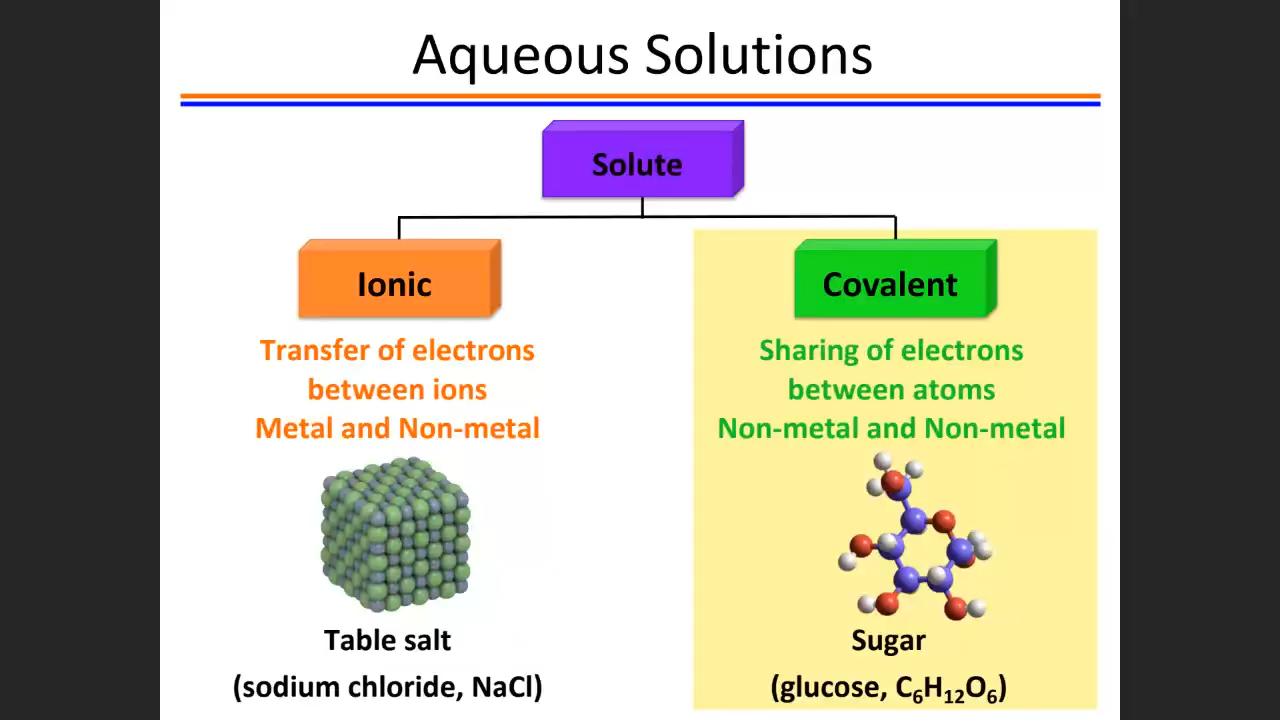 Aqueous Solutions
Solute
Ionic
Transfer of electrons
between ions
Metal and Non-metal
Table salt
(sodium chloride, NaCl)
Covalent
Sharing of electrons
between atoms
Non-metal and Non-metal
Sugar
(glucose, C₆H₁₂O₆)